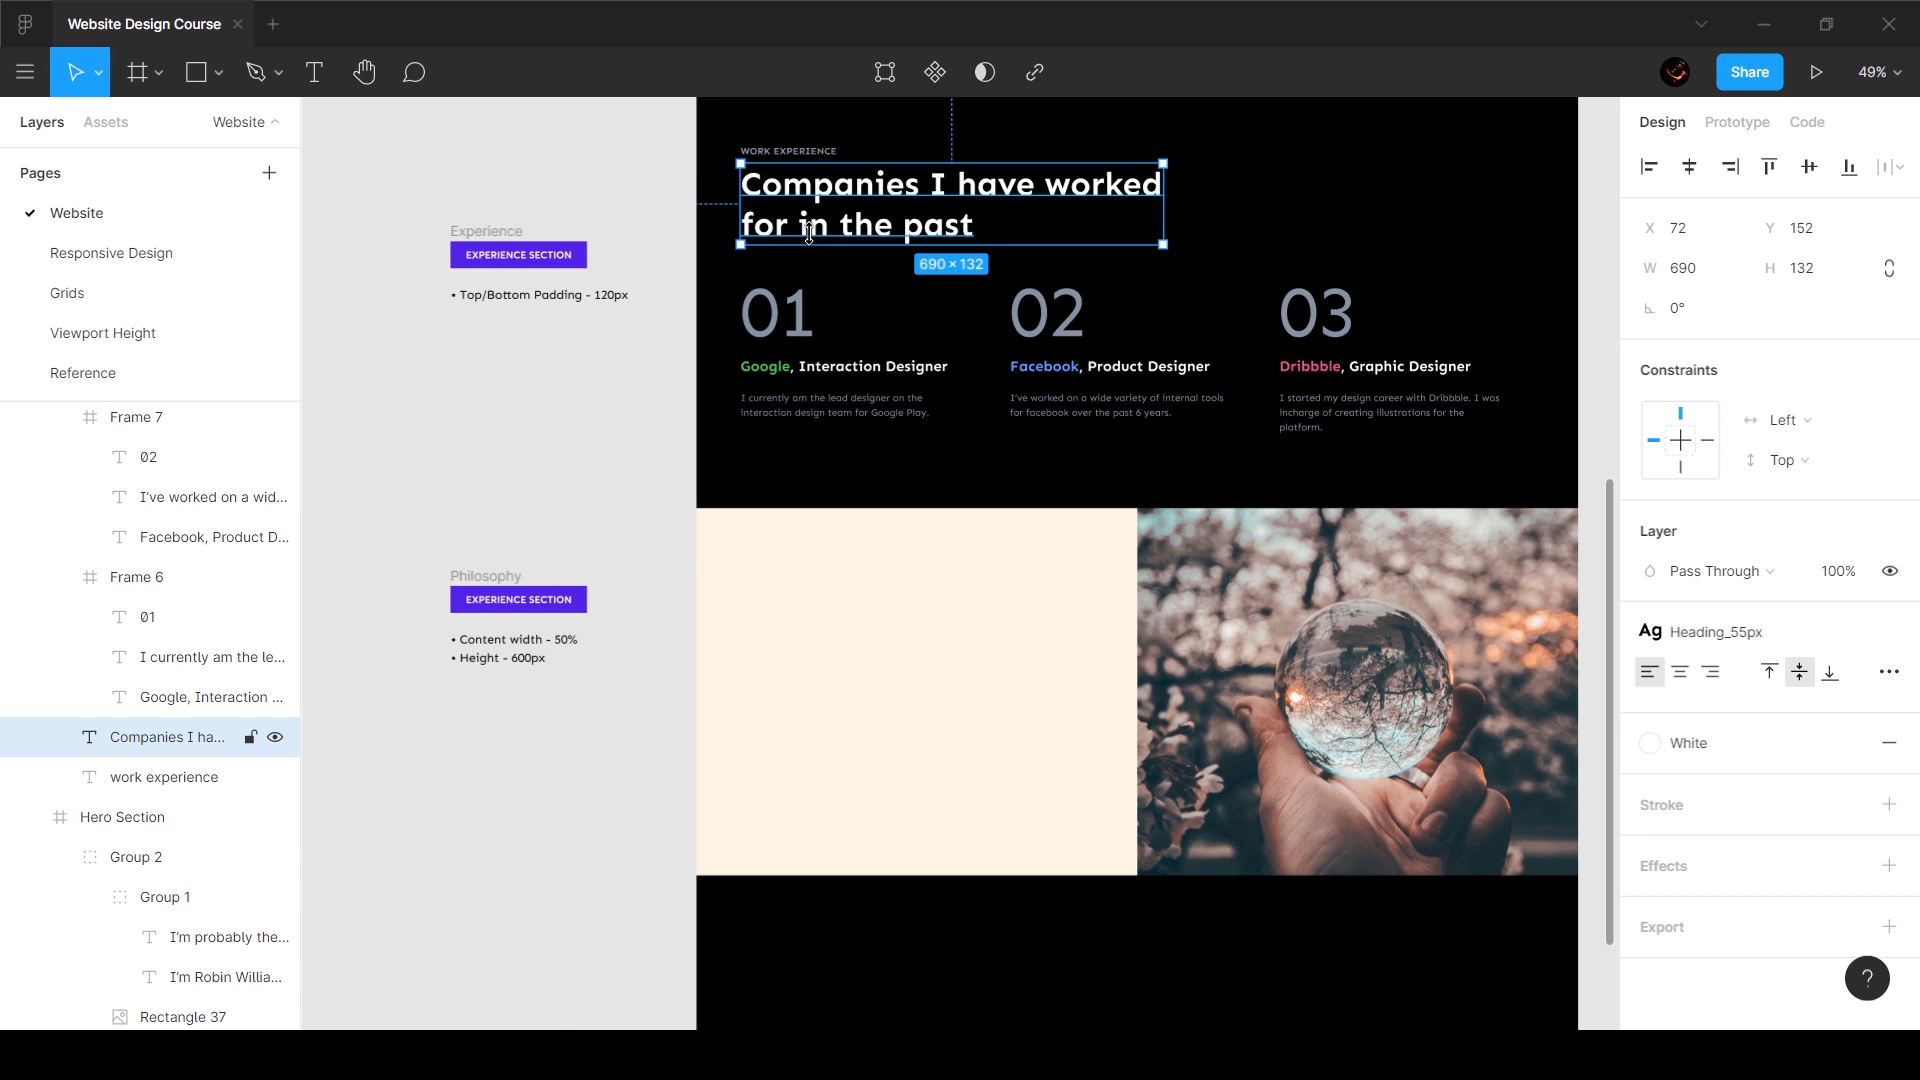 Website Design Course
Share
49%
Layers
Assets
Website
Pages
Website
Responsive Design
Grids
Viewport Height
Reference
Frame 7
02
I've worked on a wid...
Facebook, Product D...
Frame 6
01
I currently am the le...
Google, Interaction ...
Companies I ha...
work experience
Hero Section
Group 2
Group 1
I'm probably the...
I'm Robin Willia...
Rectangle 37
Experience
EXPERIENCE SECTION
• Top/Bottom Padding - 120px
Philosophy
EXPERIENCE SECTION
• Content width - 50%
• Height - 600px
WORK EXPERIENCE
Companies I have worked
for in the past
690 × 132
01
Google, Interaction Designer
I currently am the lead designer on the
interaction design team for Google Play.
02
Facebook, Product Designer
I've worked on a wide variety of internal tools
for facebook over the past 6 years.
03
Dribbble, Graphic Designer
I started my design career with Dribbble. I was
incharge of creating illustrations for the
platform.
Design
Prototype
Code
X 72
Y 152
W 690
H 132
0°
Constraints
Left
Top
Layer
Pass Through
100%
Ag Heading_55px
White
Stroke
Effects
Export
?